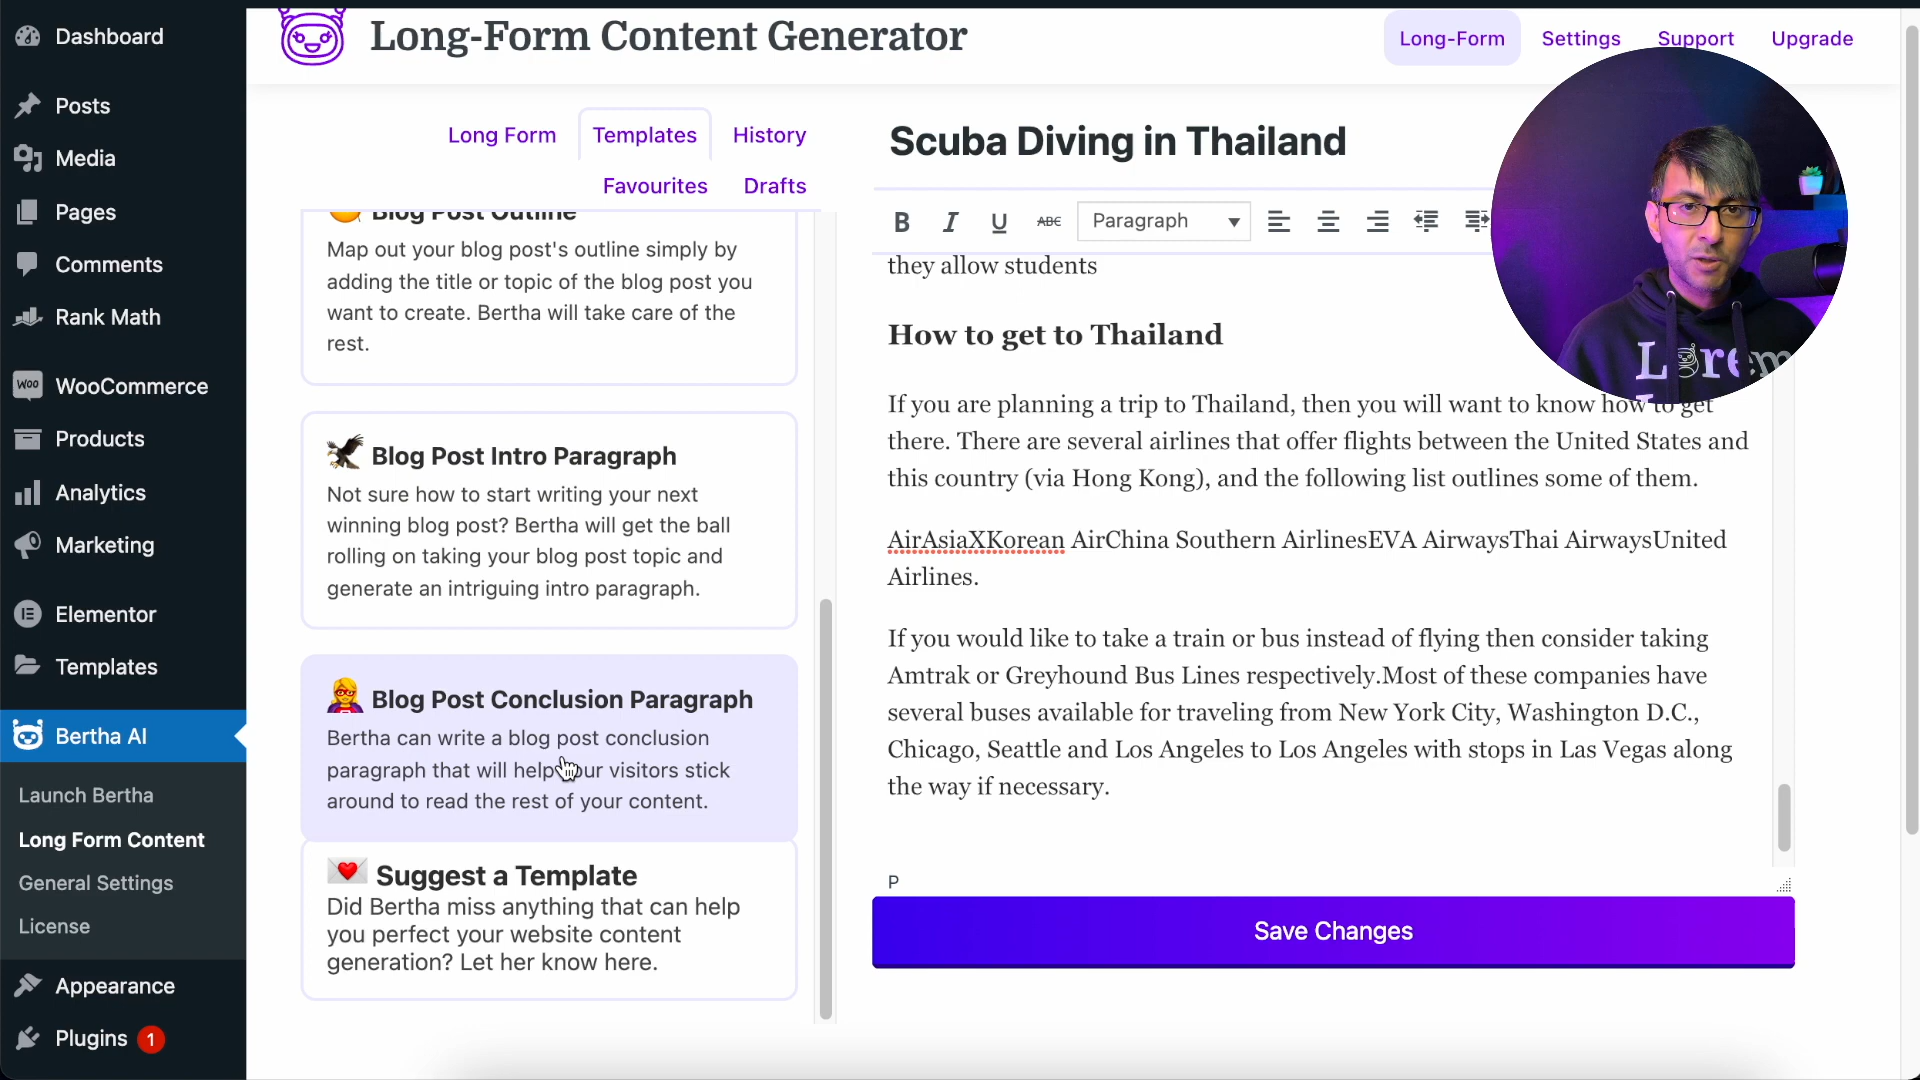 Dashboard
Posts
Media
Pages
Comments
Rank Math
WOO WooCommerce
Products
Analytics
Marketing
Elementor
Templates
Bertha AI
Launch Bertha
Long Form Content
General Settings
License
Appearance
Plugins 1
Long-Form Content Generator
Long-Form Settings Support Upgrade
Long Form Templates History
Favourites Drafts
Blog Post Outline
Map out your blog post's outline simply by
adding the title or topic of the blog post you
want to create. Bertha will take care of the
rest.
Blog Post Intro Paragraph
Not sure how to start writing your next
winning blog post? Bertha will get the ball
rolling on taking your blog post topic and
generate an intriguing intro paragraph.
Blog Post Conclusion Paragraph
Bertha can write a blog post conclusion
paragraph that will help your visitors stick
around to read the rest of your content.
Suggest a Template
Did Bertha miss anything that can help
you perfect your website content
generation? Let her know here.
Scuba Diving in Thailand
B I U ABC Paragraph
they allow students
How to get to Thailand
If you are planning a trip to Thailand, then you will want to know how to get
there. There are several airlines that offer flights between the United States and
this country (via Hong Kong), and the following list outlines some of them.
AirAsiaXKorean AirChina Southern AirlinesEVA AirwaysThai AirwaysUnited
Airlines.
If you would like to take a train or bus instead of flying then consider taking
Amtrak or Greyhound Bus Lines respectively.Most of these companies have
several buses available for traveling from New York City, Washington D.C.,
Chicago, Seattle and Los Angeles to Los Angeles with stops in Las Vegas along
the way if necessary.
P
Save Changes
Lorem